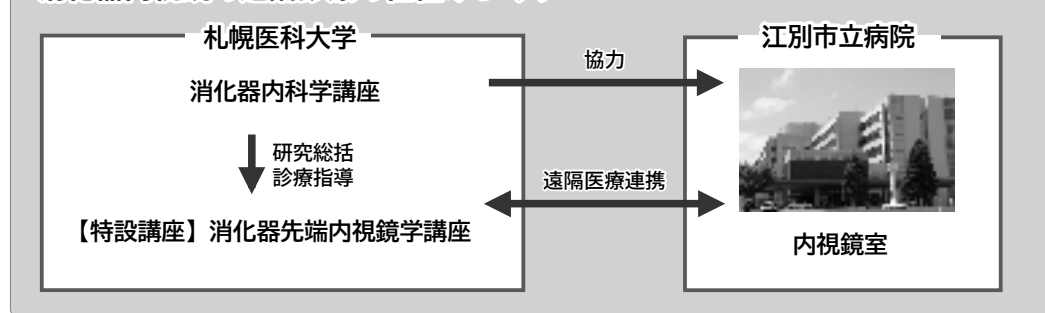 札幌医科大学
消化器内科学講座
研究総括
診療指導
【特設講座】消化器先端内視鏡学講座
協力
遠隔医療連携
江別市立病院
内視鏡室